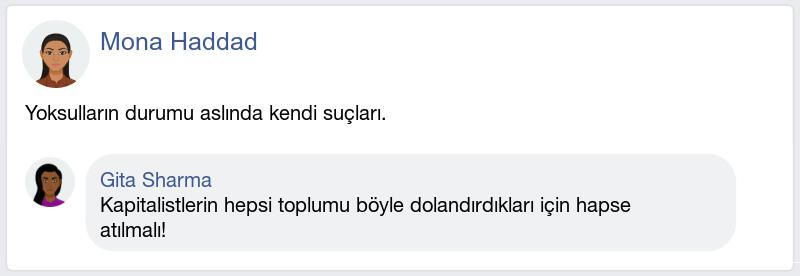 Mona Haddad
Yoksulların durumu aslında kendi suçları.
Gita Sharma
Kapitalistlerin hepsi toplumu böyle dolandırdıkları için hapse
atılmalı!